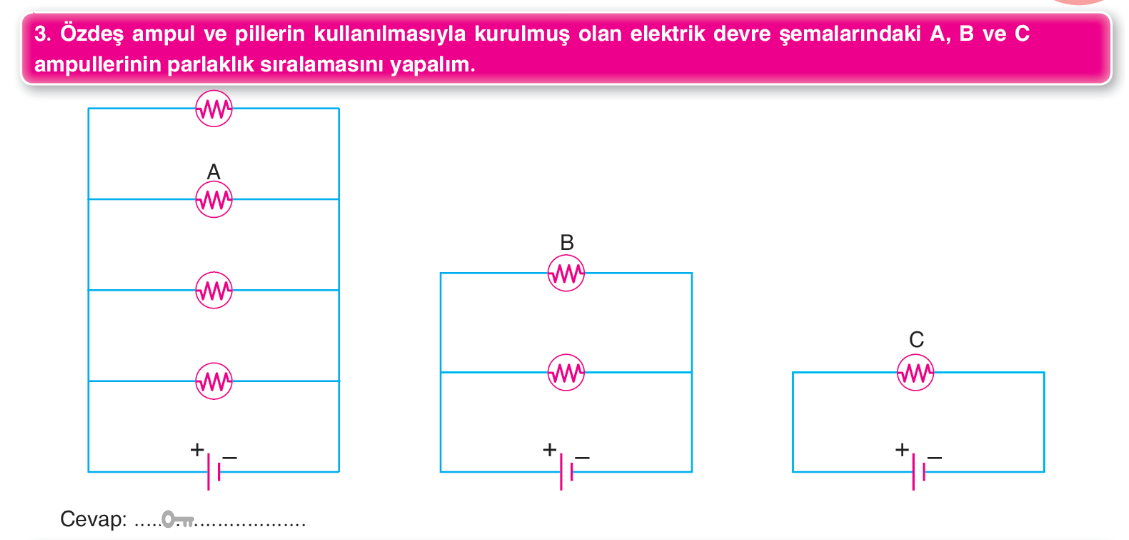 3. Özdeş ampul ve pillerin kullanılmasıyla kurulmuş olan elektrik devre şemalarındaki A, B ve C
ampullerinin parlaklık sıralamasını yapalım.
A
B
C
+ –
+ –
+ –
Cevap: ................................